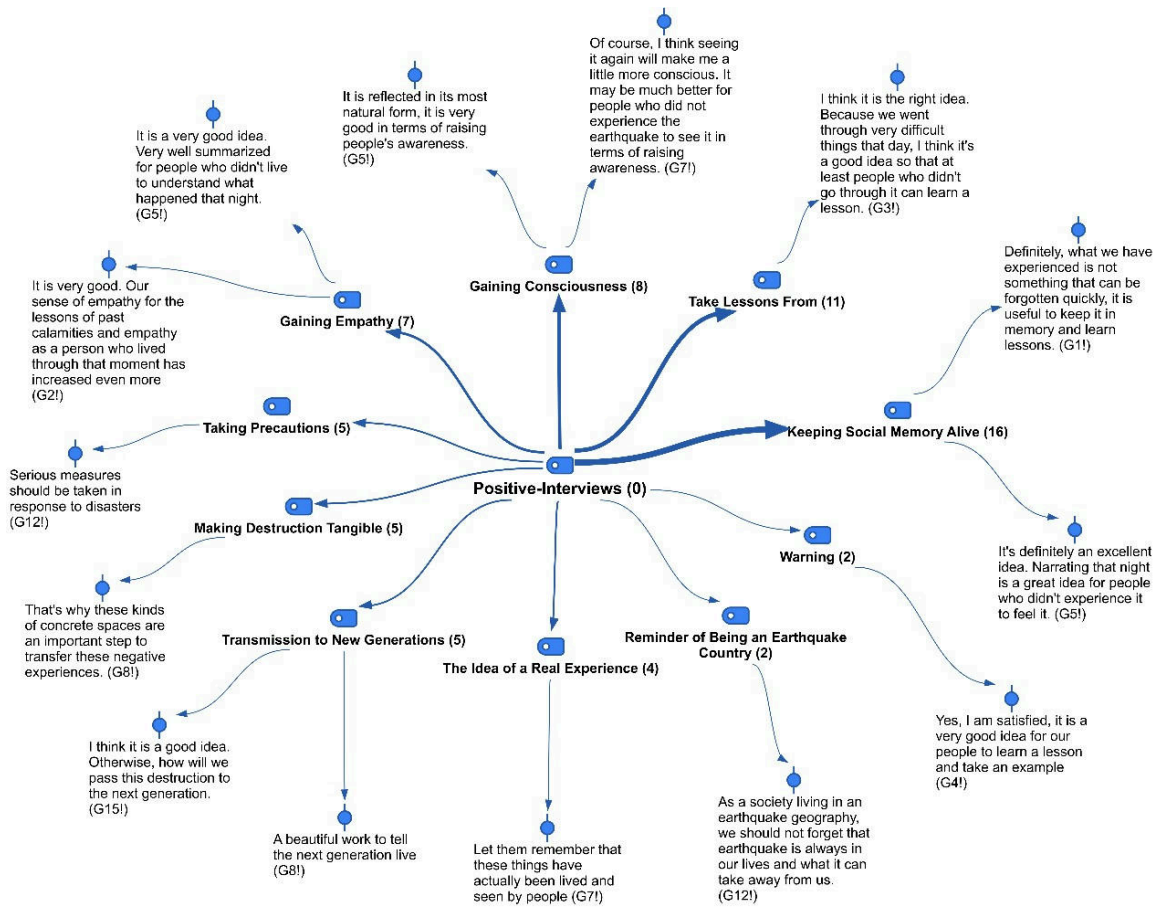 Of course, I think seeing
it again will make me a
little more conscious. It
may be much better for
people who did not
experience the
earthquake to see it in
terms of raising
awareness. (G7!)
It is reflected in its most
natural form, it is very
good in terms of raising
people's awareness.
(G5!)
I think it is the right idea.
Because we went
through very difficult
things that day, I think it's
a good idea so that at
least people who didn't
go through it can learn a
lesson. (G3!)
It is a very good idea.
Very well summarized
for people who didn't live
to understand what
happened that night.
(G5!)
Definitely, what we have
experienced is not
something that can be
forgotten quickly, it is
useful to keep it in
memory and learn
lessons. (G1!)
It is very good. Our
sense of empathy for the
lessons of past
calamities and empathy
as a person who lived
through that moment has
increased even more
(G2!)
Gaining Empathy (7)
Gaining Consciousness (8)
Take Lessons From (11)
Keeping Social Memory Alive (16)
Taking Precautions (5)
Serious measures
should be taken in
response to disasters
(G12!)
Positive-Interviews (0)
Making Destruction Tangible (5)
Warning (2)
It's definitely an excellent
idea. Narrating that night
is a great idea for people
who didn't experience it
to feel it. (G5!)
That's why these kinds
of concrete spaces are
an important step to
transfer these negative
experiences. (G8!)
Transmission to New Generations (5)
The Idea of a Real Experience (4)
Reminder of Being an Earthquake
Country (2)
Yes, I am satisfied, it is a
very good idea for our
people to learn a lesson
and take an example
(G4!)
I think it is a good idea.
Otherwise, how will we
pass this destruction to
the next generation.
(G15!)
A beautiful work to tell
the next generation live
(G8!)
Let them remember that
these things have
actually been lived and
seen by people (G7!)
As a society living in an
earthquake geography,
we should not forget that
earthquake is always in
our lives and what it can
take away from us.
(G12!)